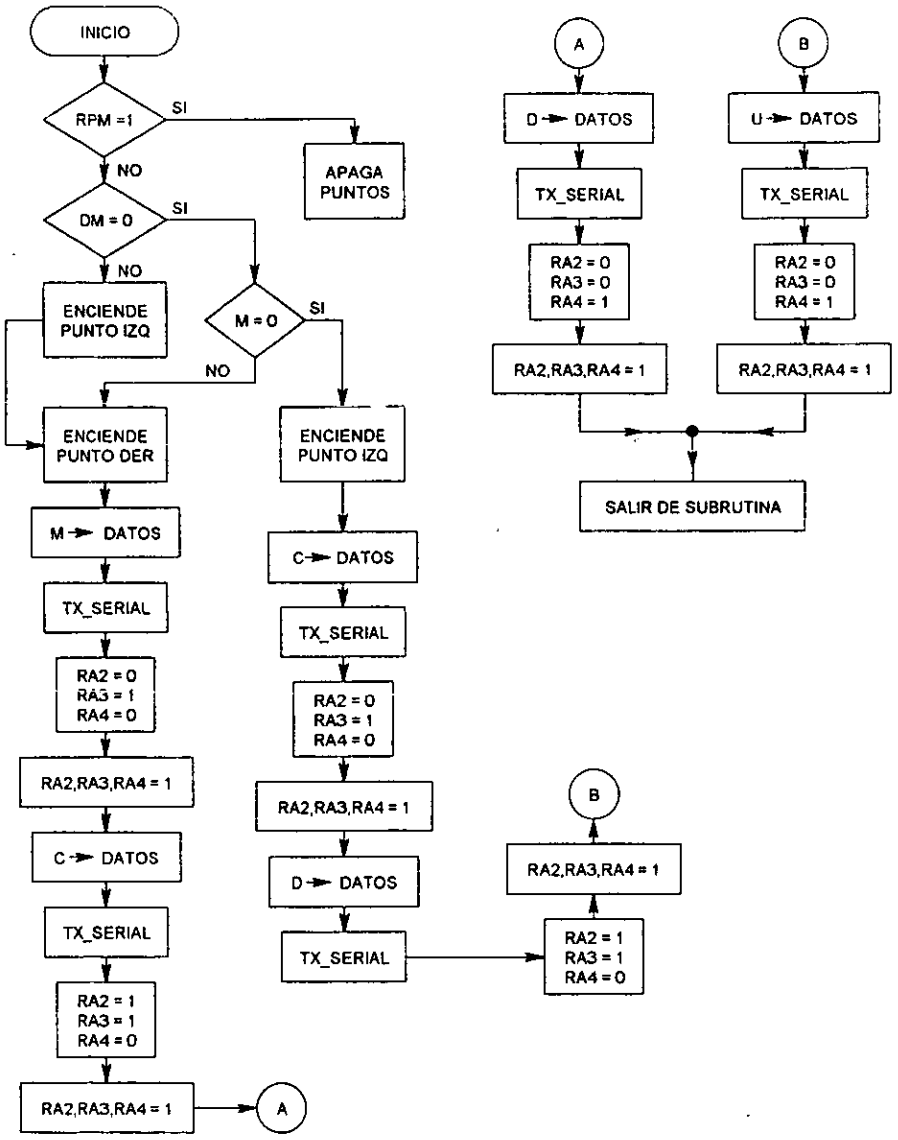 INICIO
RPM =1
SI
NO
APAGA
PUNTOS
DM = 0
SI
NO
ENCIENDE
PUNTO IZQ
M = 0
SI
NO
ENCIENDE
PUNTO DER
M → DATOS
TX_SERIAL
RA2 = 0
RA3 = 1
RA4 = 0
RA2,RA3,RA4 = 1
C → DATOS
TX_SERIAL
RA2 = 1
RA3 = 1
RA4 = 0
RA2,RA3,RA4 = 1
A
ENCIENDE
PUNTO IZQ
C → DATOS
TX_SERIAL
RA2 = 0
RA3 = 1
RA4 = 0
RA2,RA3,RA4 = 1
D → DATOS
TX_SERIAL
RA2 = 1
RA3 = 1
RA4 = 0
RA2,RA3,RA4 = 1
B
A
D → DATOS
TX_SERIAL
RA2 = 0
RA3 = 0
RA4 = 1
RA2,RA3,RA4 = 1
B
U → DATOS
TX_SERIAL
RA2 = 0
RA3 = 0
RA4 = 1
RA2,RA3,RA4 = 1
SALIR DE SUBRUTINA